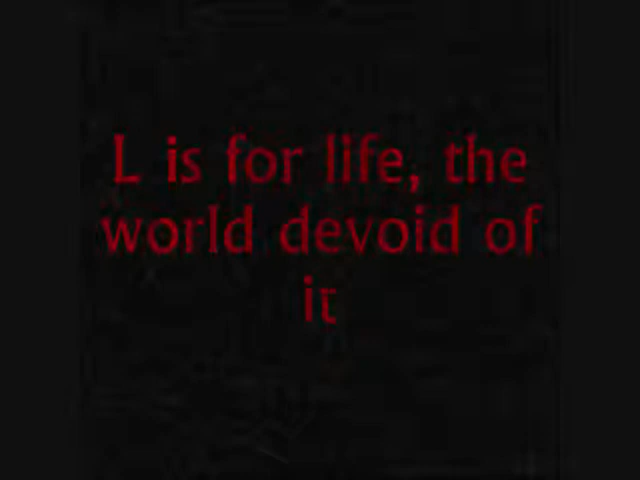 L is for life, the
world devoid of
it